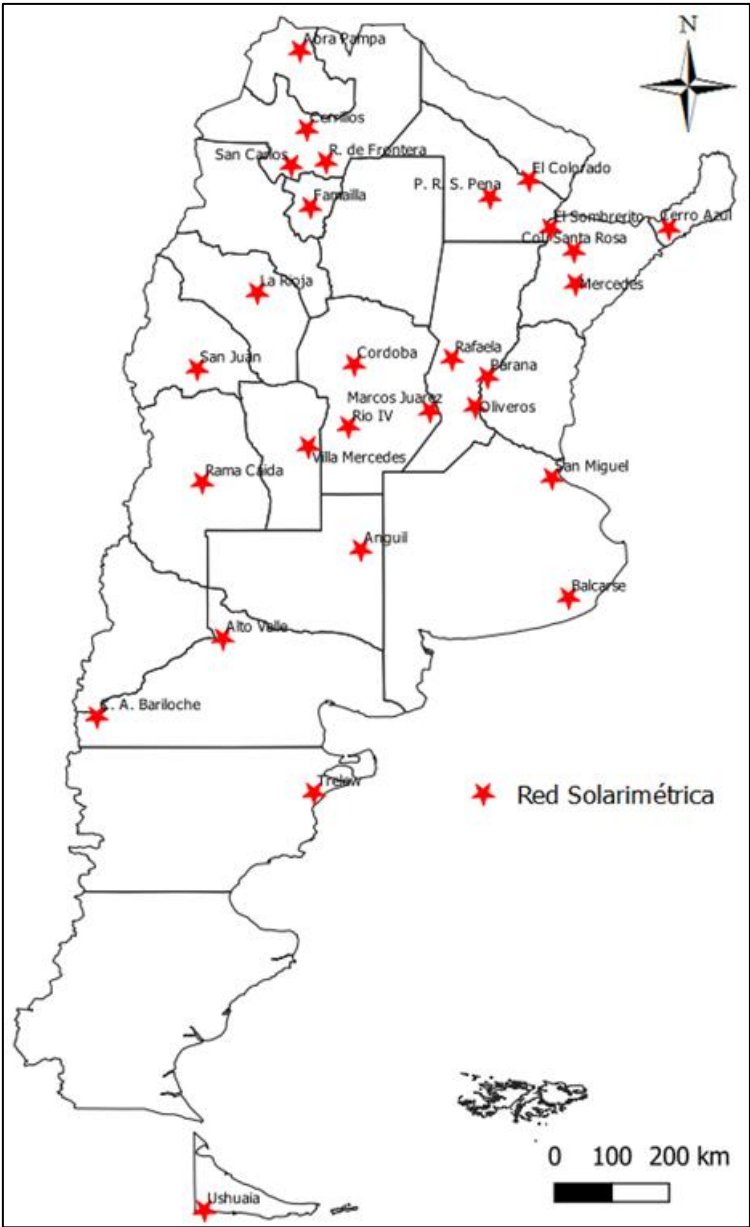 N
Abra Pampa
Cerrillos
San Carlos
R. de Frontera
Famailla
P. R. S. Pena
El Colorado
El Sombrerito
Cerro Azul
Col. Santa Rosa
Mercedes
La Rioja
San Juan
Cordoba
Rafaela
Parana
Marcos Juarez
Oliveros
Rio IV
Villa Mercedes
Rama Caida
San Miguel
Anguil
Balcarse
Alto Valle
S. A. Bariloche
Trelew
Red Solarimétrica
0 100 200 km
Ushuaia